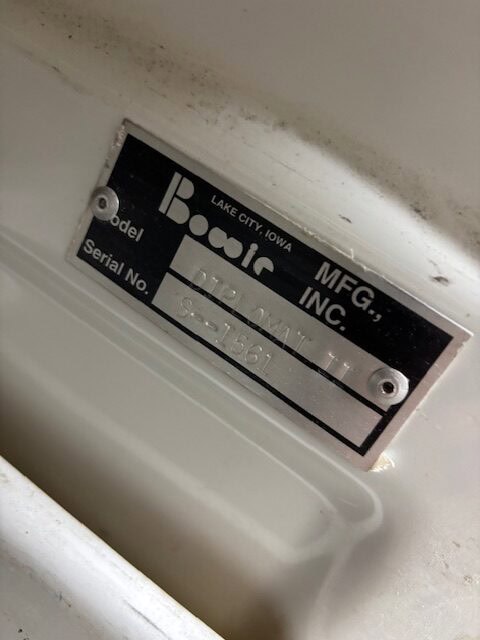 Bowie MFG., INC.
LAKE CITY, IOWA
Model DIPLOMAT II
Serial No.